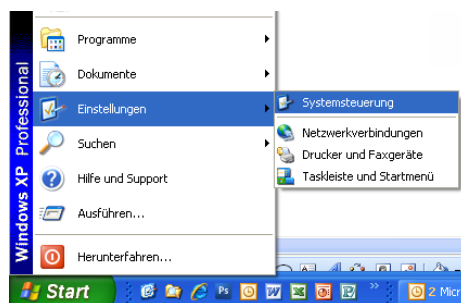 Programme
Dokumente
Einstellungen
Suchen
Hilfe und Support
Ausführen...
Herunterfahren...
Windows XP Professional
Systemsteuerung
Netzwerkverbindungen
Drucker und Faxgeräte
Taskleiste und Startmenü
Start
Ps
2 Micr